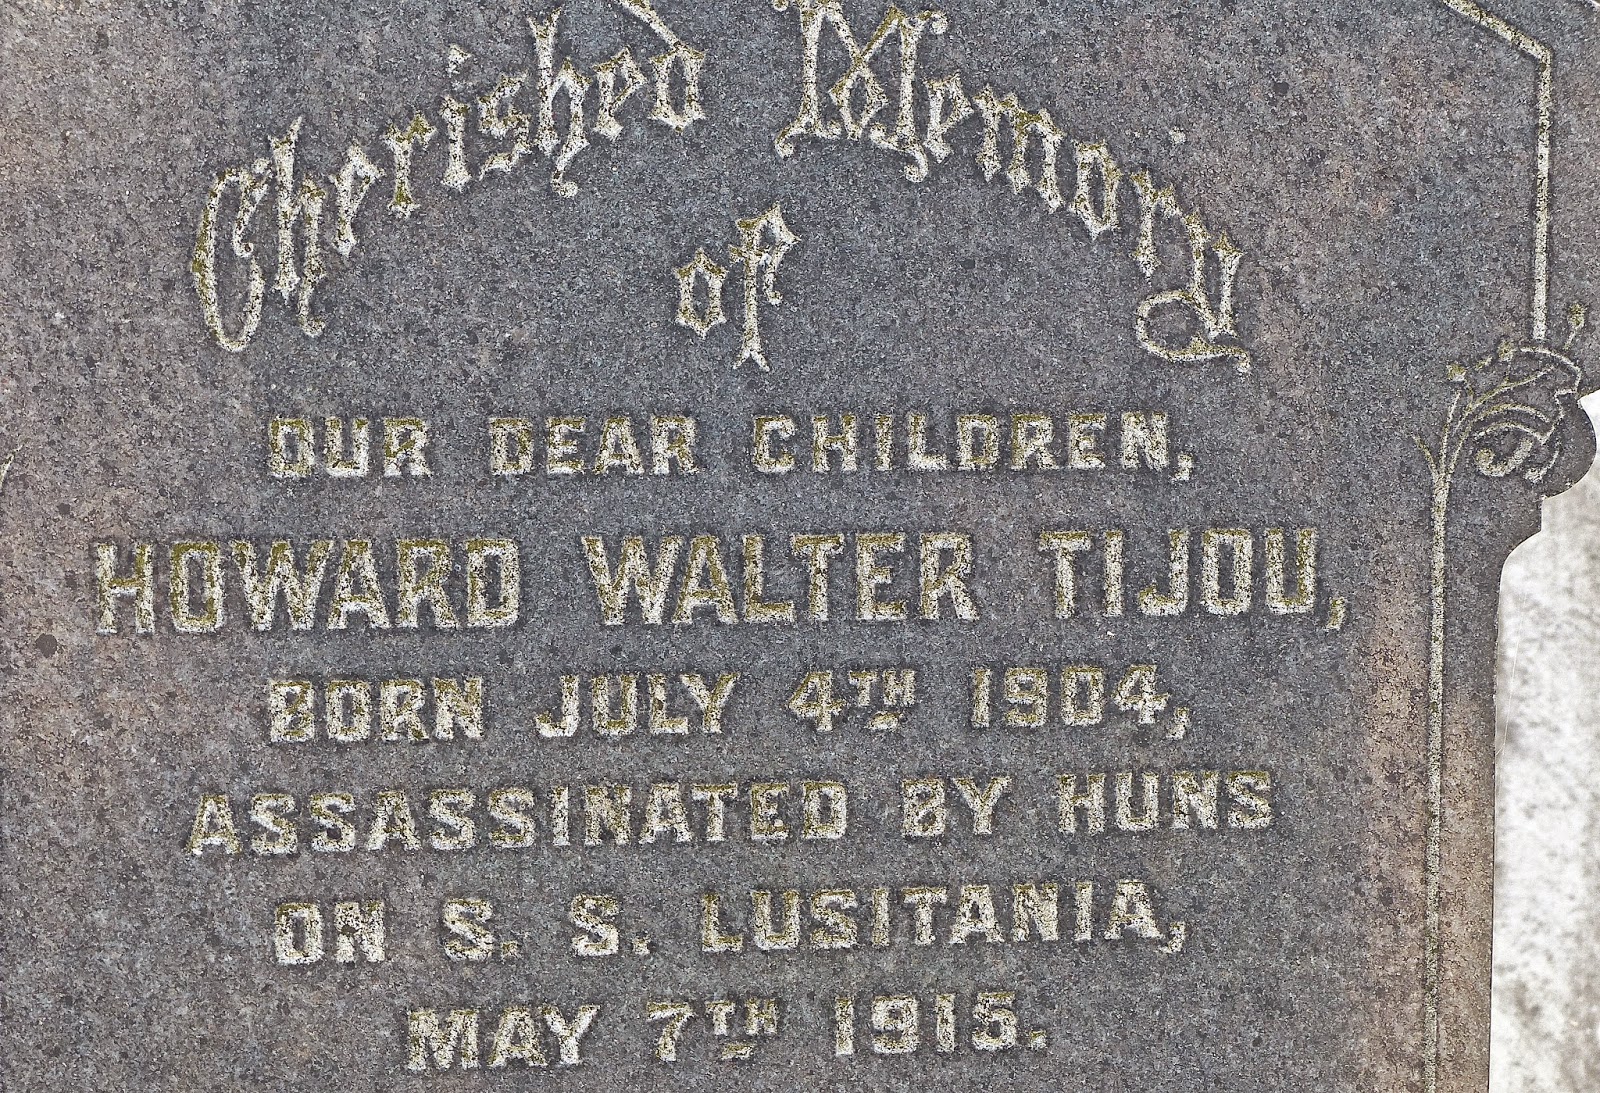 Cherished Memory
of
OUR DEAR CHILDREN,
HOWARD WALTER TIJOU,
BORN JULY 4TH 1904,
ASSASSINATED BY HUNS
ON S. S. LUSITANIA,
MAY 7TH 1915.